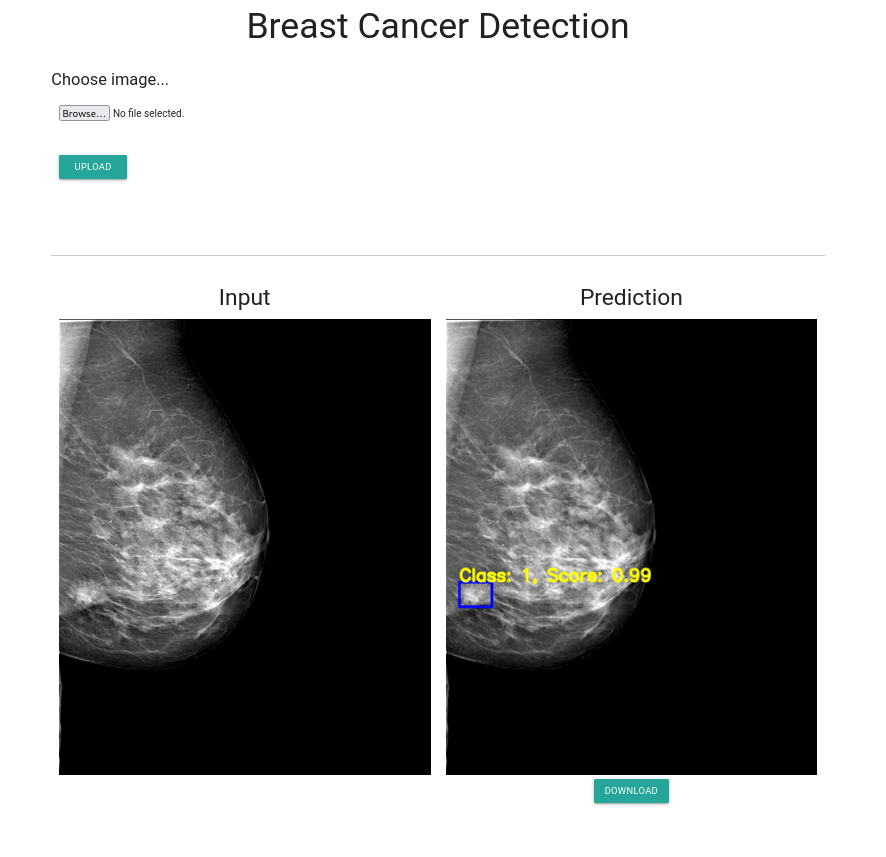 Breast Cancer Detection
Choose image...
Browse... No file selected.
UPLOAD
Input
Prediction
Class: 1, Score: 0.99
DOWNLOAD